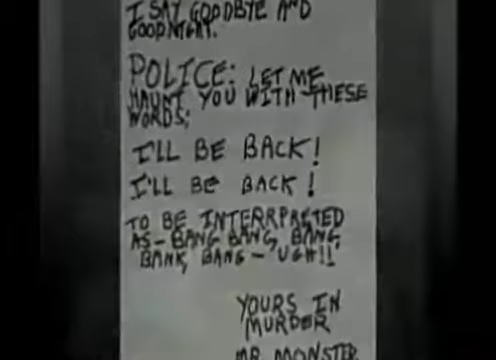 I SAY GOODBYE AND
GOODNIGHT.
POLICE: LET ME
HAUNT YOU WITH THESE
WORDS;
I'LL BE BACK!
I'LL BE BACK!
TO BE INTERRPRETED
AS - BANG BANG, BANG,
BANK, BANG - UGH!!
YOURS IN
MURDER
MR. MONSTER